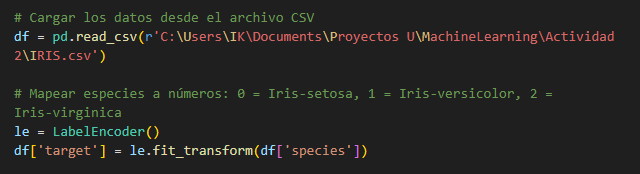 # Cargar los datos desde el archivo CSV
df = pd.read_csv(r'C:\Users\IK\Documents\Proyectos U\MachineLearning\Actividad
2\IRIS.csv')
# Mapear especies a números: 0 = Iris-setosa, 1 = Iris-versicolor, 2 =
Iris-virginica
le = LabelEncoder()
df['target'] = le.fit_transform(df['species'])